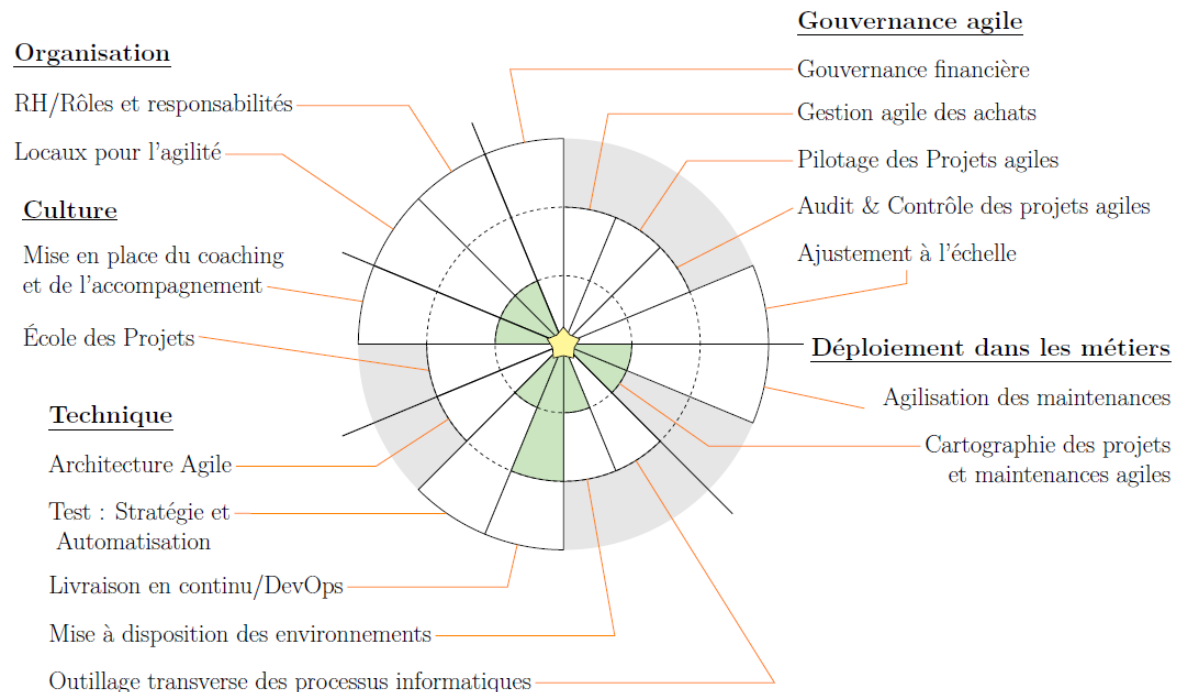 Gouvernance agile
Gouvernance financière
Gestion agile des achats
Pilotage des Projets agiles
Audit & Contrôle des projets agiles
Ajustement à l'échelle
Organisation
RH/Rôles et responsabilités
Locaux pour l'agilité
Culture
Mise en place du coaching
et de l'accompagnement
École des Projets
Déploiement dans les métiers
Agilisation des maintenances
Cartographie des projets
et maintenances agiles
Technique
Architecture Agile
Test : Stratégie et
Automatisation
Livraison en continu/DevOps
Mise à disposition des environnements
Outillage transverse des processus informatiques